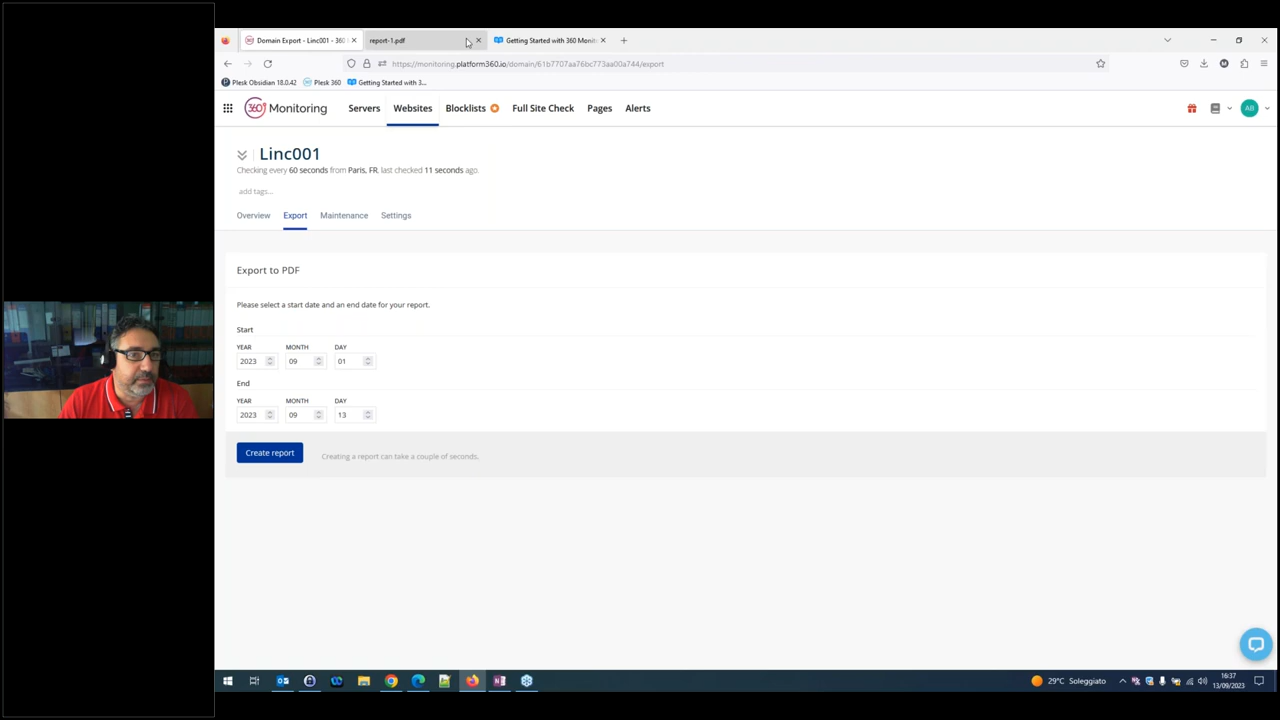 Domain Export - Linc001 - 360
report-1.pdf
Getting Started with 360 Monit
https://monitoring.platform360.io/domain/61b7707aa76bc773aa00a744/export
Plesk Obsidian 18.0.42
Plesk 360
Getting Started with 3...
360 Monitoring
Servers
Websites
Blocklists
Full Site Check
Pages
Alerts
AB
Linc001
Checking every 60 seconds from Paris, FR, last checked 11 seconds ago.
add tags...
Overview
Export
Maintenance
Settings
Export to PDF
Please select a start date and an end date for your report.
Start
YEAR MONTH DAY
2023 09 01
End
YEAR MONTH DAY
2023 09 13
Create report
Creating a report can take a couple of seconds.
29°C Soleggiato
16:37
13/09/2023